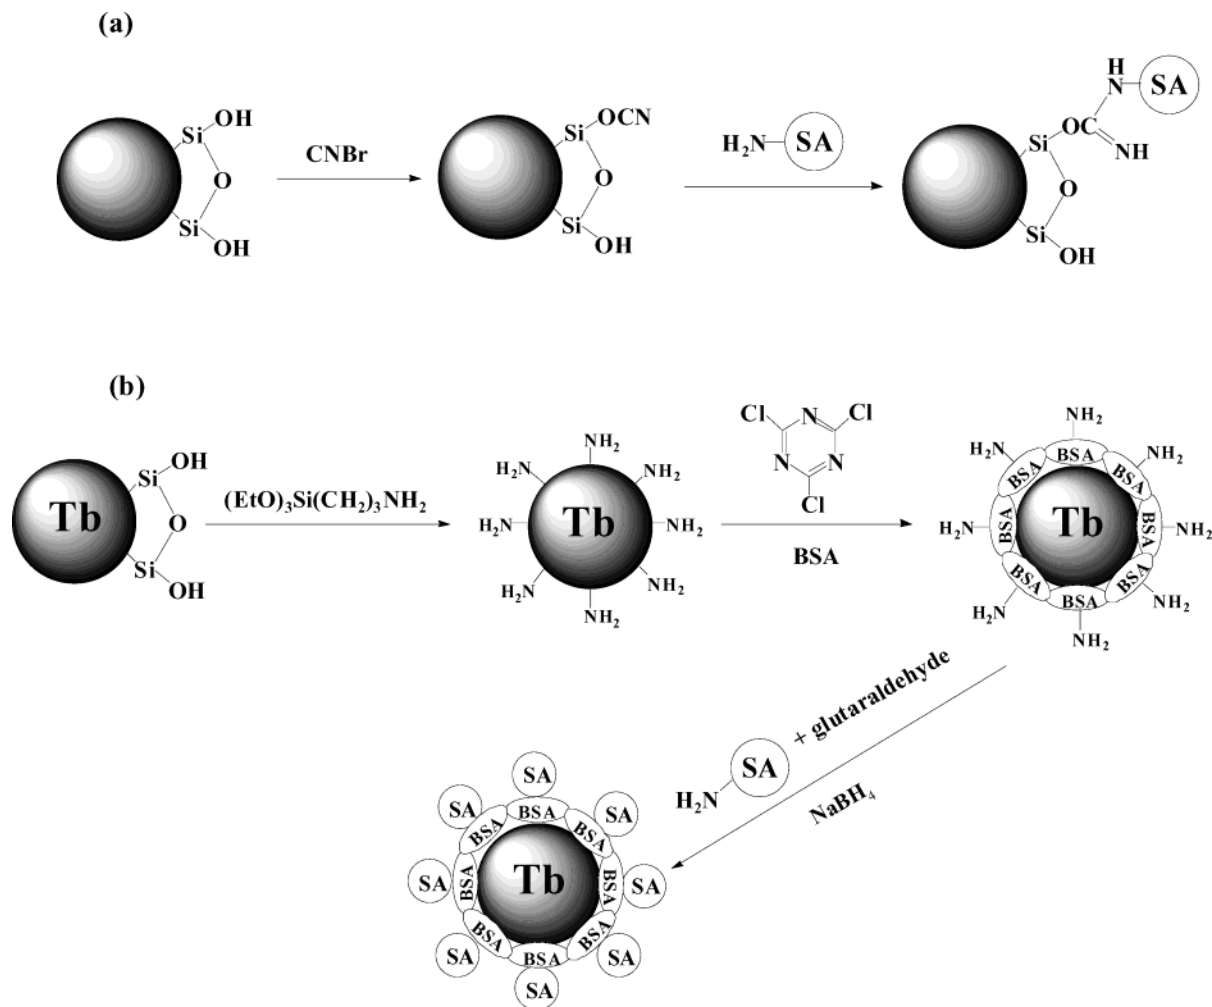 (a)
OH
Si
O
Si
OH
CNBr
OCN
Si
O
Si
OH
H₂N
SA
H
N
SA
OC
NH
Si
O
Si
OH
(b)
Tb
OH
Si
O
Si
OH
(EtO)₃Si(CH₂)₃NH₂
Tb
NH₂
NH₂
NH₂
NH₂
NH₂
H₂N
H₂N
H₂N
Cl
N
Cl
N
N
Cl
BSA
Tb
BSA
BSA
BSA
BSA
BSA
BSA
BSA
BSA
NH₂
NH₂
NH₂
NH₂
NH₂
H₂N
H₂N
H₂N
H₂N
SA
+ glutaraldehyde
NaBH₄
Tb
BSA
BSA
BSA
BSA
BSA
BSA
BSA
BSA
SA
SA
SA
SA
SA
SA
SA
SA